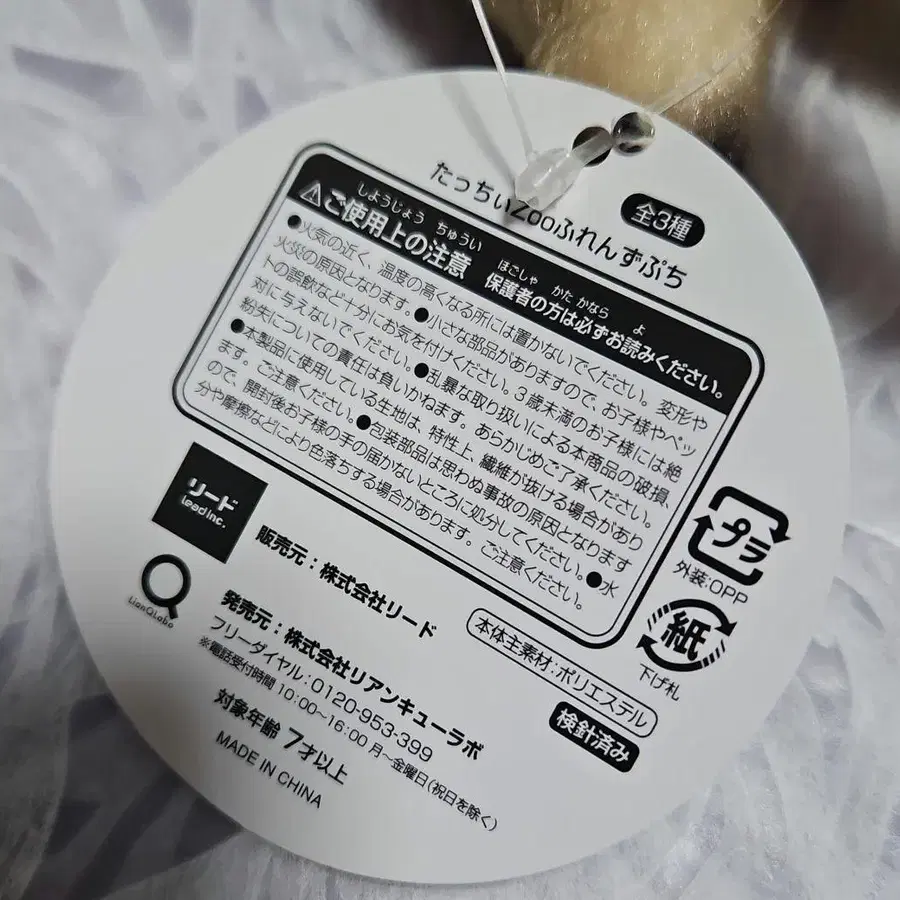 たっちぃZooふれんずぷち
全3種
しようじょう ちゅうい ほごしゃ かた かなら よ
⚠ご使用上の注意 保護者の方は必ずお読みください。
●火気の近く、温度の高くなる所には置かないでください。変形や
火災の原因となります。●小さな部品がありますので、お子様やペッ
トの誤飲など十分にお気を付けください。3歳未満のお子様には絶
対に与えないでください。●乱暴な取り扱いによる本商品の破損、
紛失についての責任は負いかねます。あらかじめご了承ください。
●本製品に使用している生地は、特性上、繊維が抜ける場合があり
ます。ご注意ください。●包装部品は思わぬ事故の原因となります
ので、開封後お子様の手の届かないところに処分してください。●水
分や摩擦などにより色落ちする場合があります。ご注意ください。
リード
Lead inc.
販売元：株式会社リード
LianQLabo
発売元：株式会社リアンキューラボ
フリーダイヤル：0120-953-399
※電話受付時間 10:00〜16:00 月〜金曜日(祝日を除く)
対象年齢 7才以上
MADE IN CHINA
本体主素材：ポリエステル
検針済み
プラ
外装:OPP
紙
下げ札